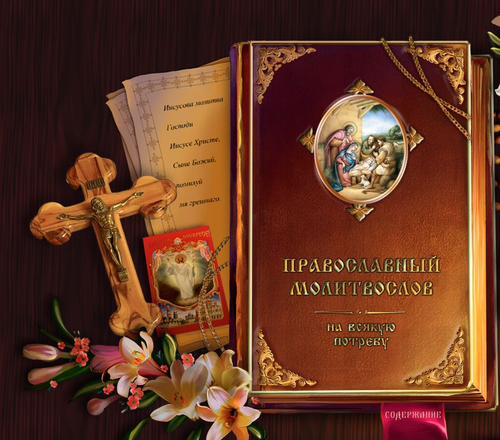 Иисусова молитва
Господи
Иисусе Христе,
Сыне Божий,
помилуй
мя грешнаго.
ПРАВОСЛАВНЫЙ
МОЛИТВОСЛОВ
НА ВСЯКУЮ
ПОТРЕБУ
СОДЕРЖАНИЕ